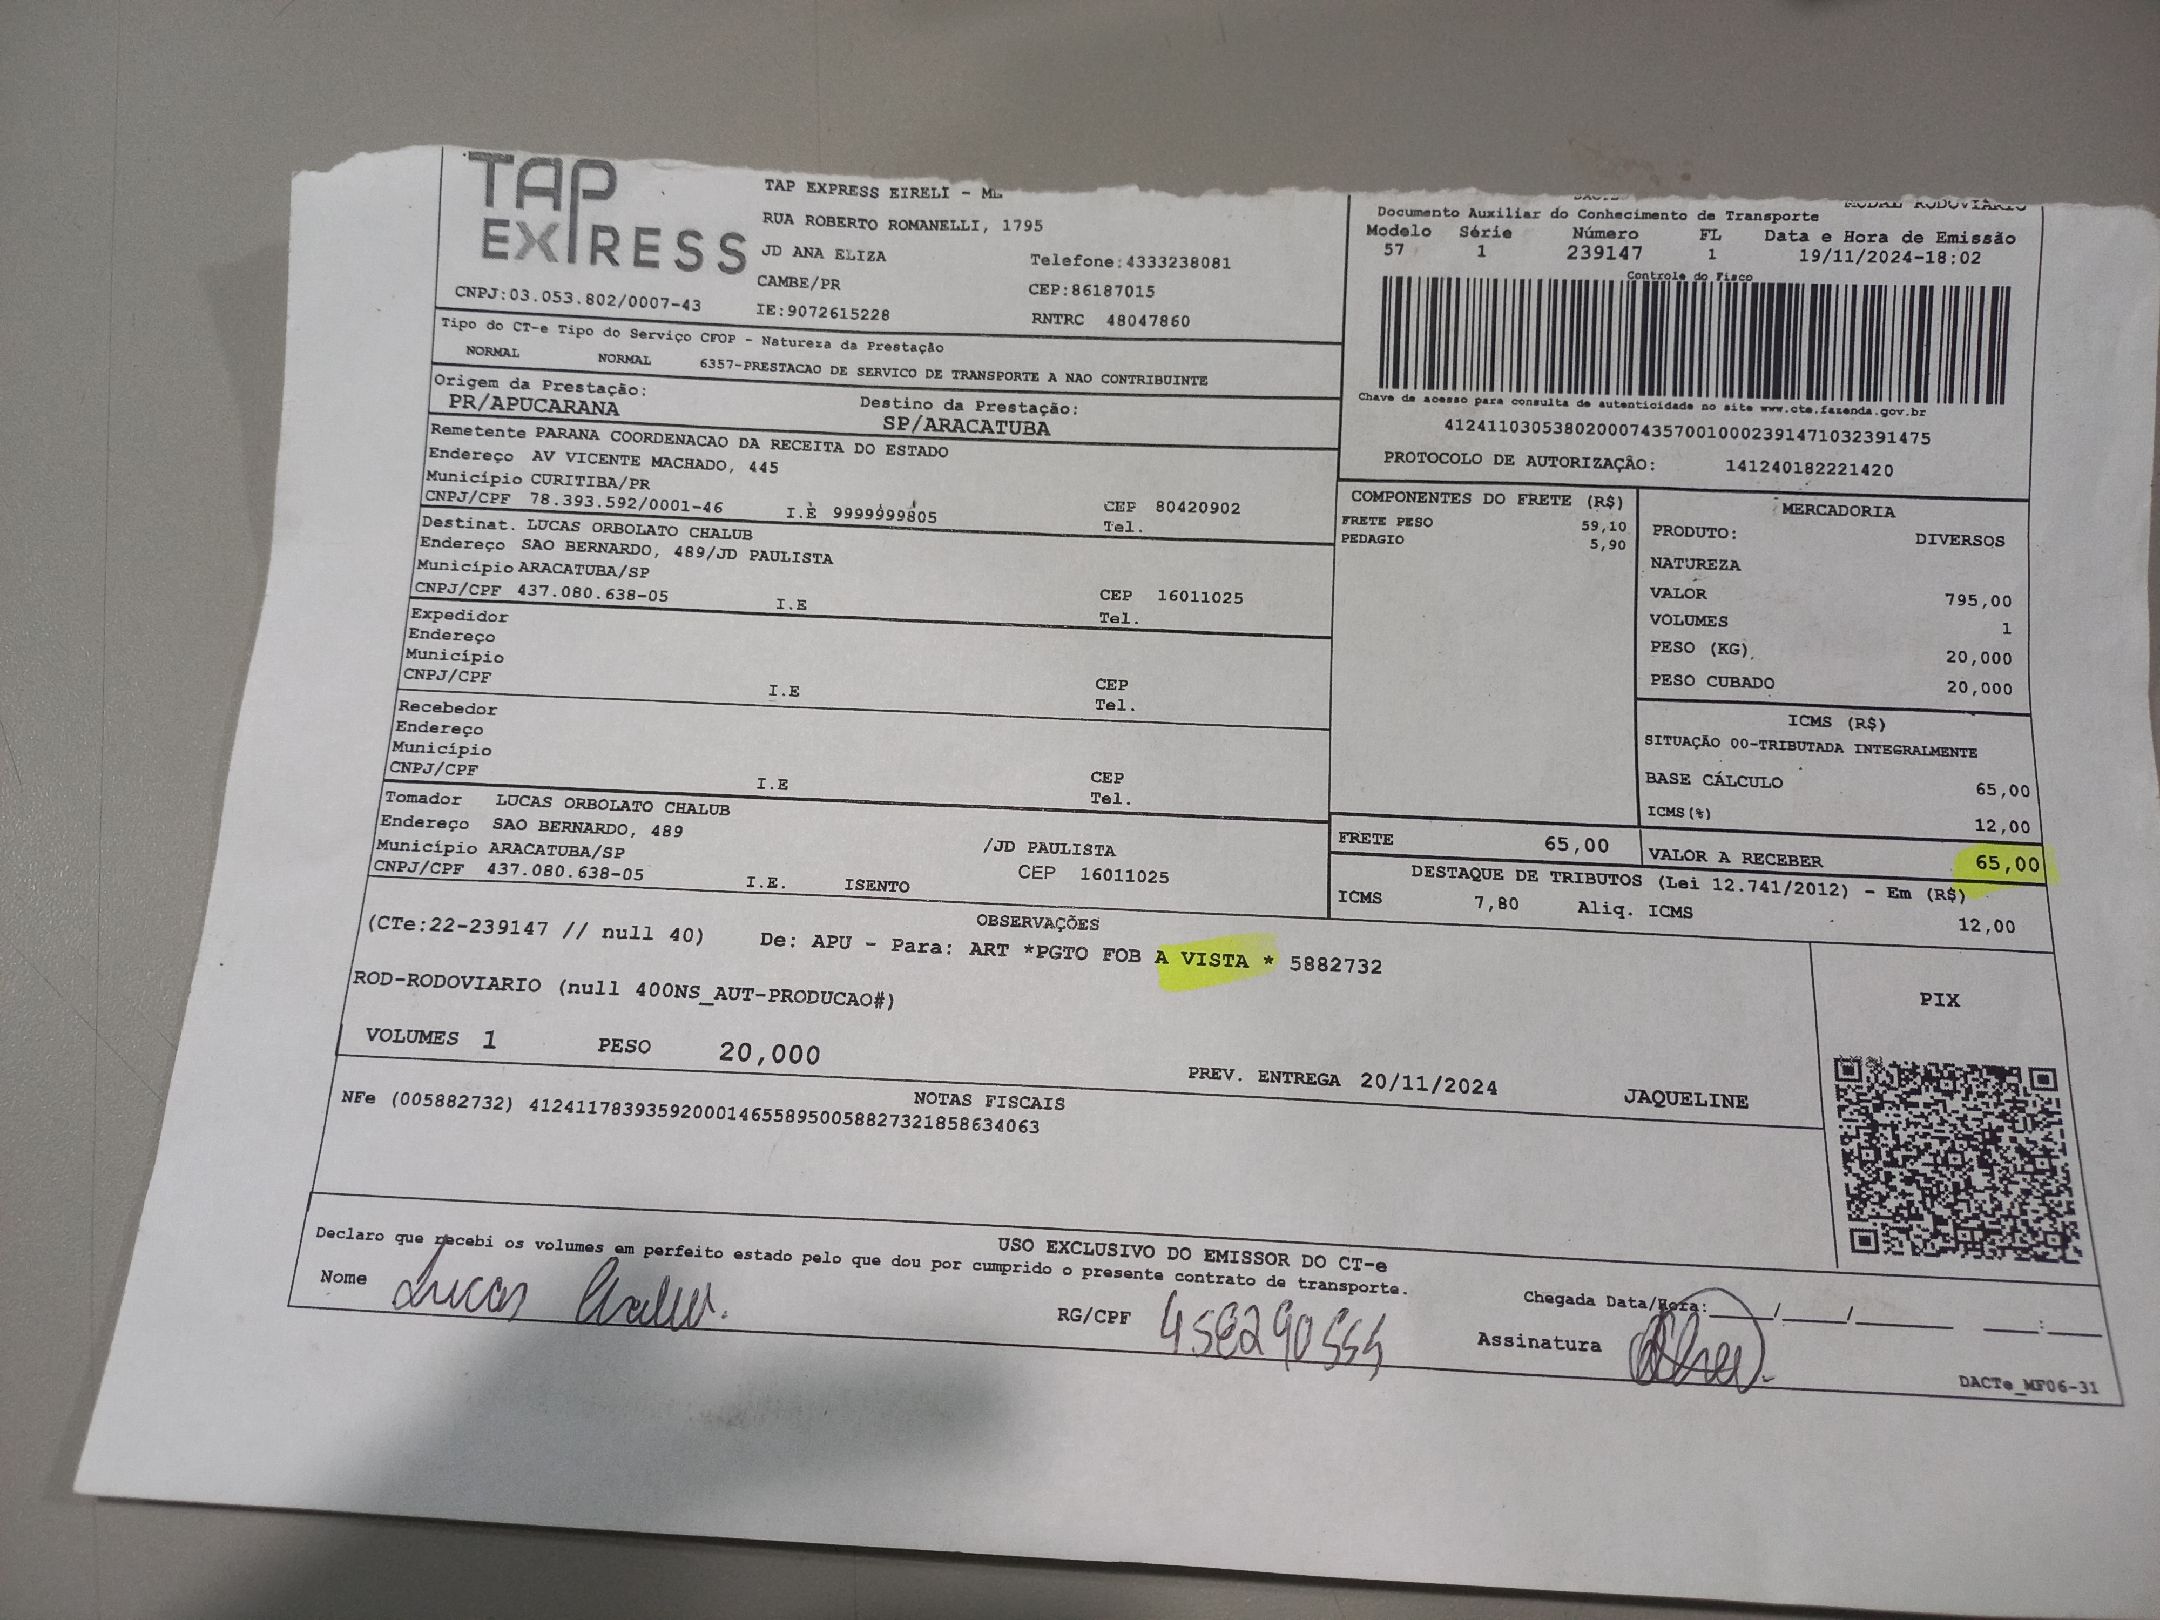 TAP
EXPRESS
CNPJ:03.053.802/0007-43
TAP EXPRESS EIRELI -
RUA ROBERTO ROMANELLI, 1795
JD ANA ELIZA
CAMBE/PR
IE:9072615228
Telefone:4333238081
CEP:86187015
RNTRC 48047860
MODAL RODOVIÁRIO
Documento Auxiliar do Conhecimento de Transporte
Modelo Série Número FL Data e Hora de Emissão
57 1 239147 1 19/11/2024-18:02
Controle do Fisco
Chave de acesso para consulta de autenticidade no site www.cte.fazenda.gov.br
41241103053802000743570010002391471032391475
PROTOCOLO DE AUTORIZAÇÃO: 141240182221420
Tipo do CT-e Tipo do Serviço CFOP - Natureza da Prestação
NORMAL NORMAL 6357-PRESTACAO DE SERVICO DE TRANSPORTE A NAO CONTRIBUINTE
Origem da Prestação: Destino da Prestação:
PR/APUCARANA SP/ARACATUBA
Remetente PARANA COORDENACAO DA RECEITA DO ESTADO
Endereço AV VICENTE MACHADO, 445
Município CURITIBA/PR
CNPJ/CPF 78.393.592/0001-46 I.E 9999999805 CEP 80420902
Tel.
Destinat. LUCAS ORBOLATO CHALUB
Endereço SAO BERNARDO, 489/JD PAULISTA
Município ARACATUBA/SP
CNPJ/CPF 437.080.638-05 I.E CEP 16011025
Tel.
Expedidor
Endereço
Município
CNPJ/CPF I.E CEP
Tel.
Recebedor
Endereço
Município
CNPJ/CPF I.E CEP
Tel.
Tomador LUCAS ORBOLATO CHALUB
Endereço SAO BERNARDO, 489 /JD PAULISTA
Município ARACATUBA/SP CEP 16011025
CNPJ/CPF 437.080.638-05 I.E. ISENTO
COMPONENTES DO FRETE (R$)
FRETE PESO 59,10
PEDAGIO 5,90
MERCADORIA
PRODUTO: DIVERSOS
NATUREZA
VALOR 795,00
VOLUMES 1
PESO (KG) 20,000
PESO CUBADO 20,000
ICMS (R$)
SITUAÇÃO 00-TRIBUTADA INTEGRALMENTE
BASE CÁLCULO 65,00
ICMS(%) 12,00
FRETE 65,00 VALOR A RECEBER 65,00
DESTAQUE DE TRIBUTOS (Lei 12.741/2012) - Em (R$)
ICMS 7,80 Aliq. ICMS 12,00
OBSERVAÇÕES
(CTe:22-239147 // null 40) De: APU - Para: ART *PGTO FOB A VISTA * 5882732
ROD-RODOVIARIO (null 400NS_AUT-PRODUCAO#)
VOLUMES 1 PESO 20,000
PREV. ENTREGA 20/11/2024 JAQUELINE
PIX
NOTAS FISCAIS
NFe (005882732) 41241178393592000146558950058827321858634063
USO EXCLUSIVO DO EMISSOR DO CT-e
Declaro que recebi os volumes em perfeito estado pelo que dou por cumprido o presente contrato de transporte.
Nome Lucas Chalub. RG/CPF 458290554
Chegada Data/Hora:____/____/______ ____:____
Assinatura
DACTe_MF06-31